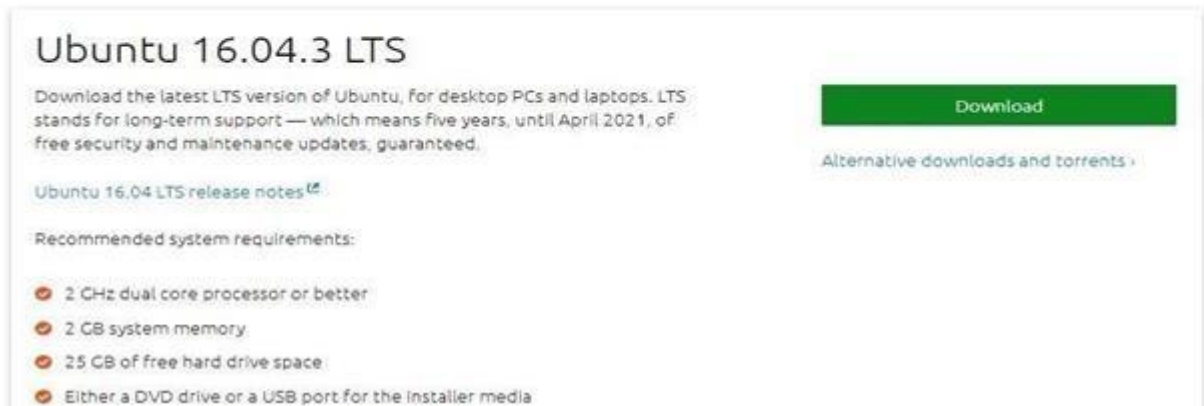 Ubuntu 16.04.3 LTS
Download the latest LTS version of Ubuntu, for desktop PCs and laptops. LTS
stands for long-term support — which means five years, until April 2021, of
free security and maintenance updates, guaranteed.
Ubuntu 16.04 LTS release notes
Recommended system requirements:
2 GHz dual core processor or better
2 GB system memory
25 GB of free hard drive space
Either a DVD drive or a USB port for the installer media
Download
Alternative downloads and torrents ›